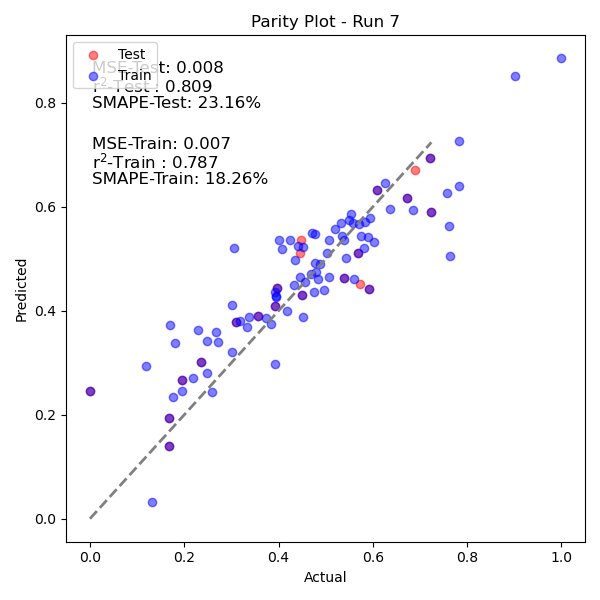 Parity Plot - Run 7
Test
Train
MSE-Test: 0.008
r²-Test : 0.809
SMAPE-Test: 23.16%
MSE-Train: 0.007
r²-Train : 0.787
SMAPE-Train: 18.26%
Predicted
0.8
0.6
0.4
0.2
0.0
0.0 0.2 0.4 0.6 0.8 1.0
Actual